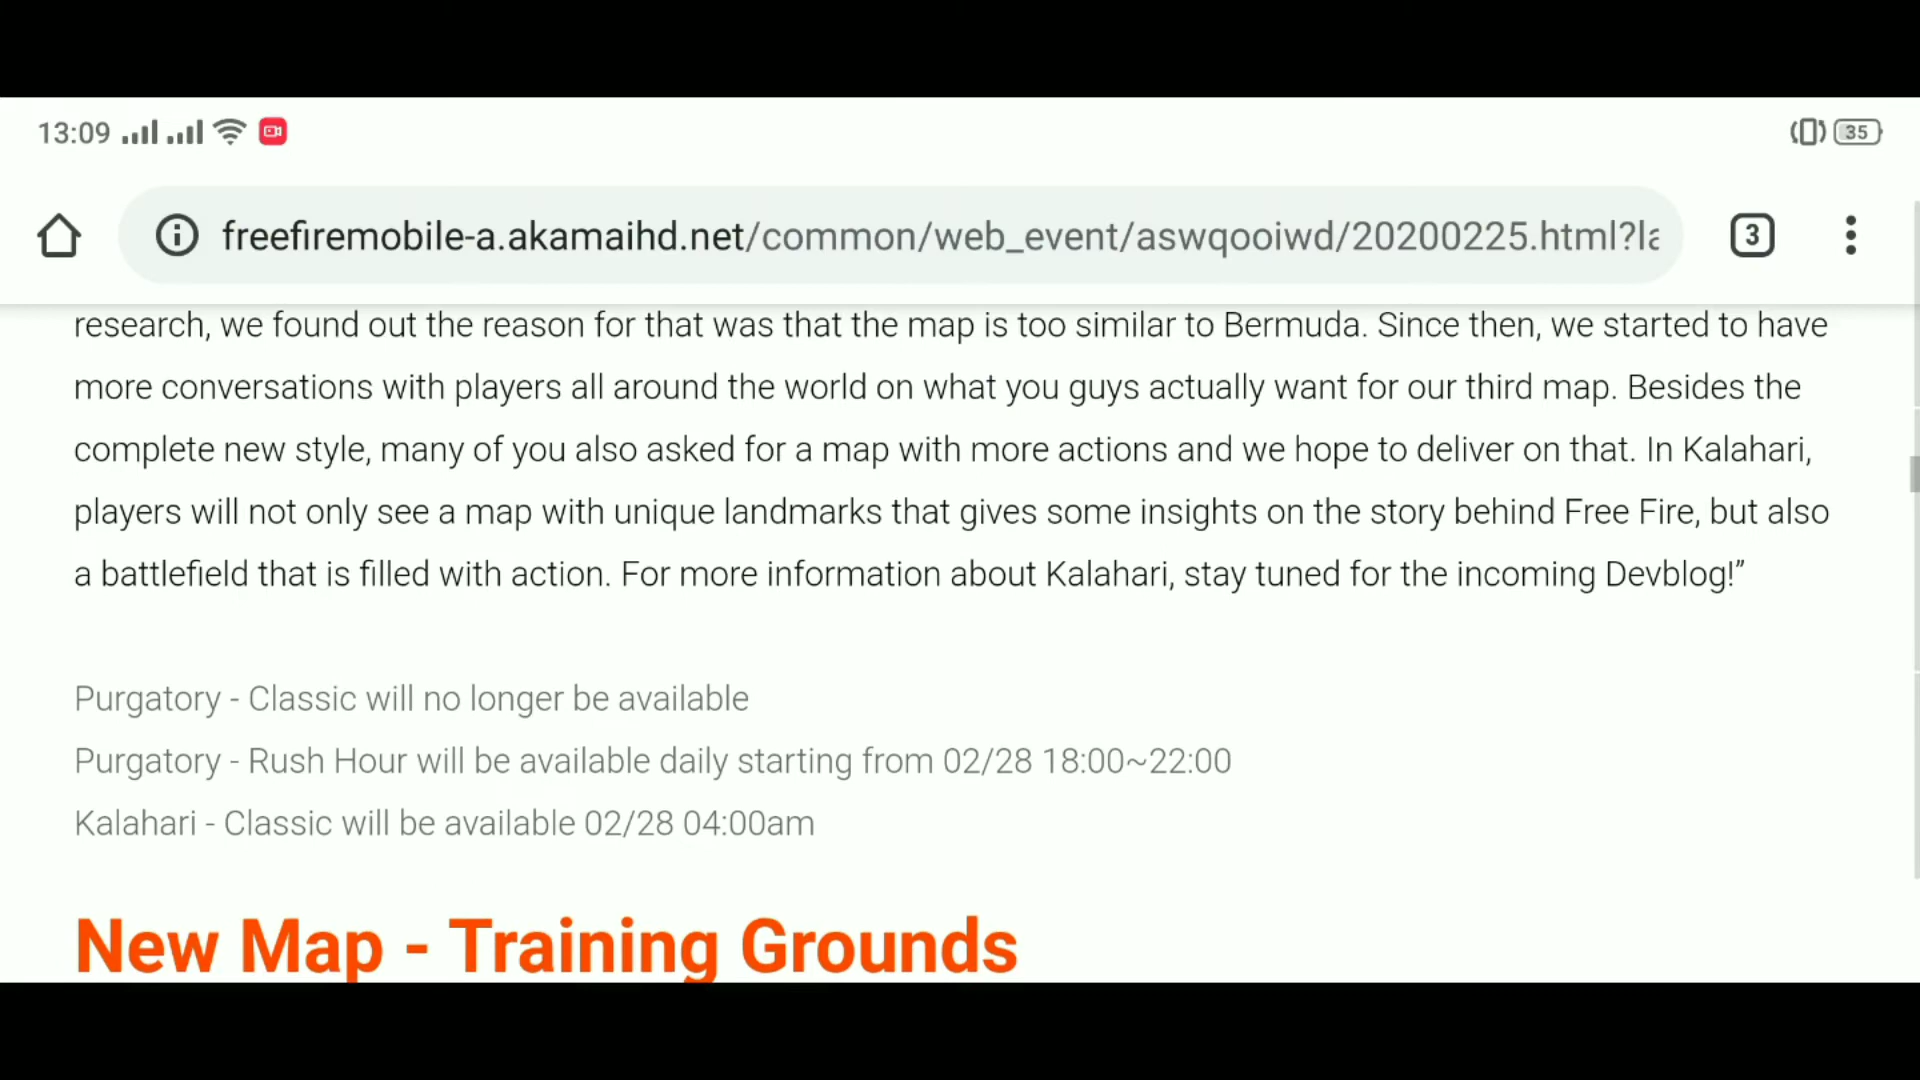 13:09
35
freefiremobile-a.akamaihd.net/common/web_event/aswqooiwd/20200225.html?la
3
research, we found out the reason for that was that the map is too similar to Bermuda. Since then, we started to have
more conversations with players all around the world on what you guys actually want for our third map. Besides the
complete new style, many of you also asked for a map with more actions and we hope to deliver on that. In Kalahari,
players will not only see a map with unique landmarks that gives some insights on the story behind Free Fire, but also
a battlefield that is filled with action. For more information about Kalahari, stay tuned for the incoming Devblog!”
Purgatory - Classic will no longer be available
Purgatory - Rush Hour will be available daily starting from 02/28 18:00~22:00
Kalahari - Classic will be available 02/28 04:00am
New Map - Training Grounds